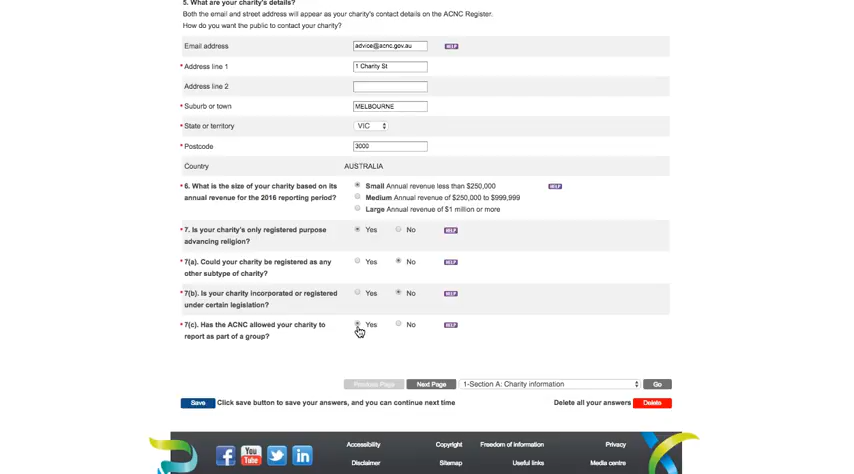 5. What are your charity's details?
Both the email and street address will appear as your charity's contact details on the ACNC Register.
How do you want the public to contact your charity?
Email address advice@acnc.gov.au HELP
* Address line 1 1 Charity St
Address line 2
* Suburb or town MELBOURNE
* State or territory VIC
* Postcode 3000
Country AUSTRALIA
* 6. What is the size of your charity based on its Small Annual revenue less than $250,000 HELP
annual revenue for the 2016 reporting period? Medium Annual revenue of $250,000 to $999,999
Large Annual revenue of $1 million or more
* 7. Is your charity's only registered purpose Yes No HELP
advancing religion?
* 7(a). Could your charity be registered as any Yes No HELP
other subtype of charity?
* 7(b). Is your charity incorporated or registered Yes No HELP
under certain legislation?
* 7(c). Has the ACNC allowed your charity to Yes No HELP
report as part of a group?
Previous Page Next Page 1-Section A: Charity information Go
Save Click save button to save your answers, and you can continue next time Delete all your answers Delete
Accessibility Copyright Freedom of information Privacy
You Tube
Disclaimer Sitemap Useful links Media centre